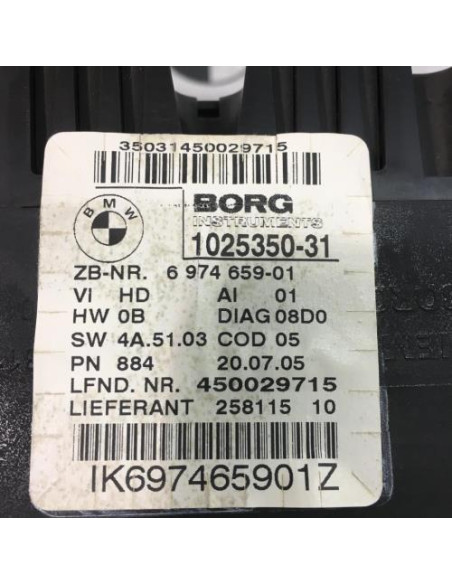 35031450029715
BMW
BORG
INSTRUMENTS
1025350-31
ZB-NR. 6 974 659-01
VI HD AI 01
HW 0B DIAG 08D0
SW 4A.51.03 COD 05
PN 884 20.07.05
LFND. NR. 450029715
LIEFERANT 258115 10
IK697465901Z